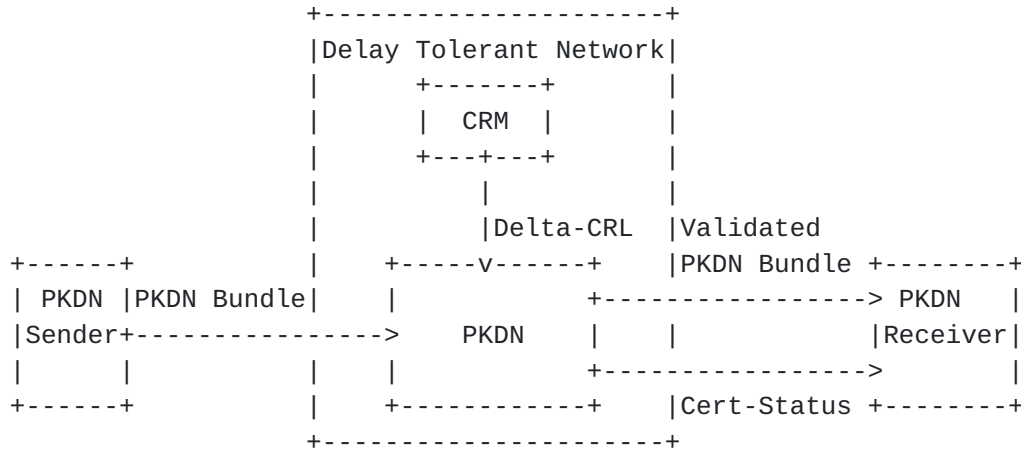 Delay Tolerant Network
CRM
Delta-CRL Validated
PKDN Bundle
PKDN PKDN Bundle PKDN
Sender PKDN Receiver
Cert-Status